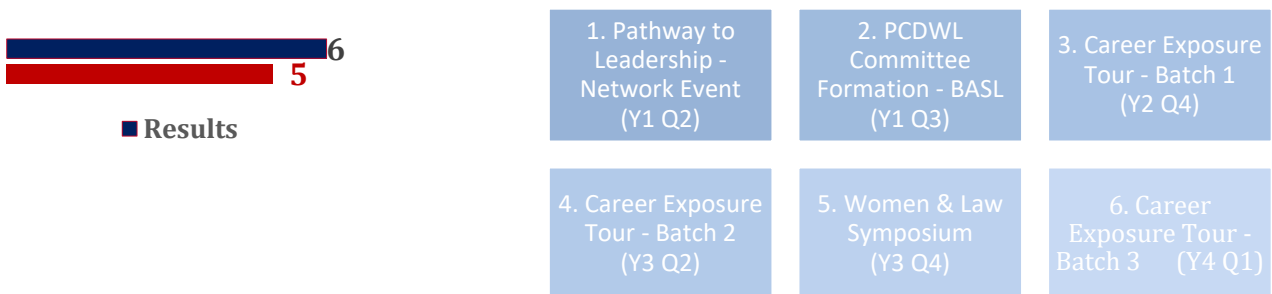 6
5
Results
1. Pathway to
Leadership -
Network Event
(Y1 Q2)
2. PCDWL
Committee
Formation - BASL
(Y1 Q3)
3. Career Exposure
Tour - Batch 1
(Y2 Q4)
4. Career Exposure
Tour - Batch 2
(Y3 Q2)
5. Women & Law
Symposium
(Y3 Q4)
6. Career
Exposure Tour -
Batch 3 (Y4 Q1)